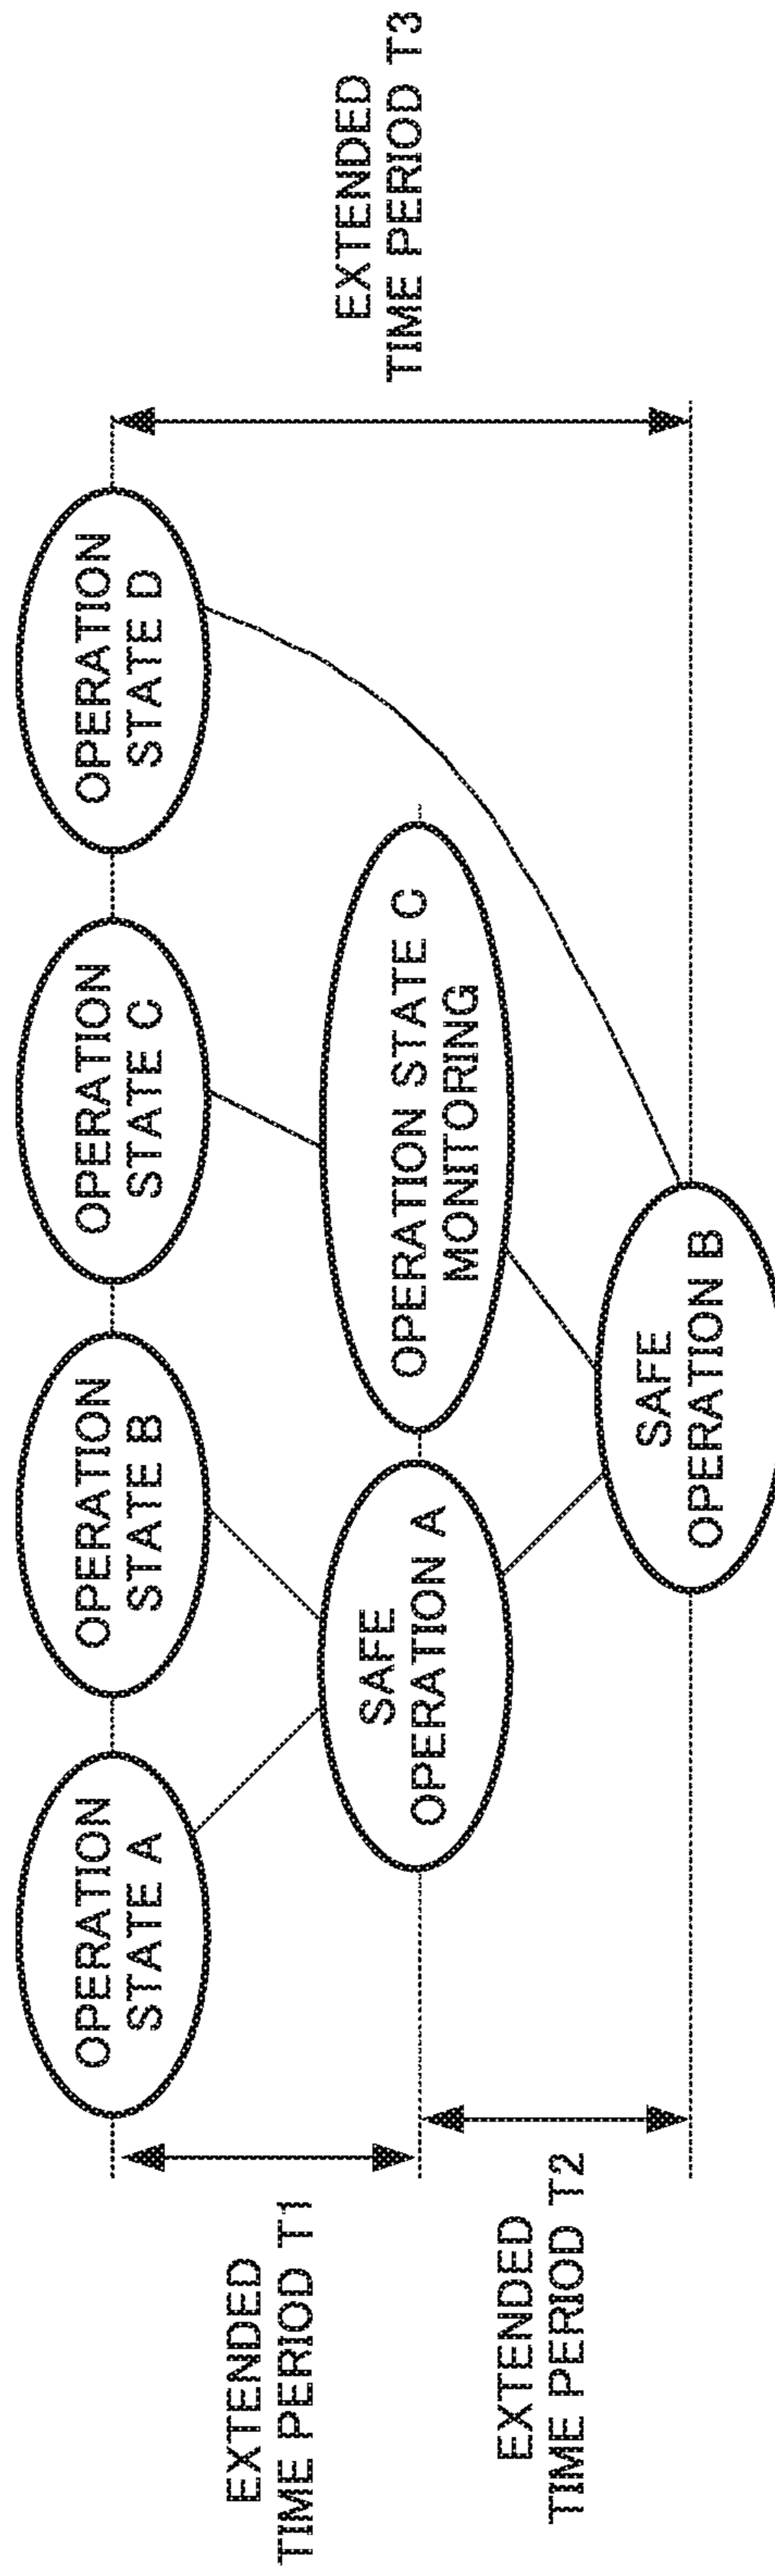 OPERATION
STATE A
OPERATION
STATE B
OPERATION
STATE C
OPERATION
STATE D
EXTENDED
TIME PERIOD T1
SAFE
OPERATION A
OPERATION STATE C
MONITORING
EXTENDED
TIME PERIOD T3
EXTENDED
TIME PERIOD T2
SAFE
OPERATION B